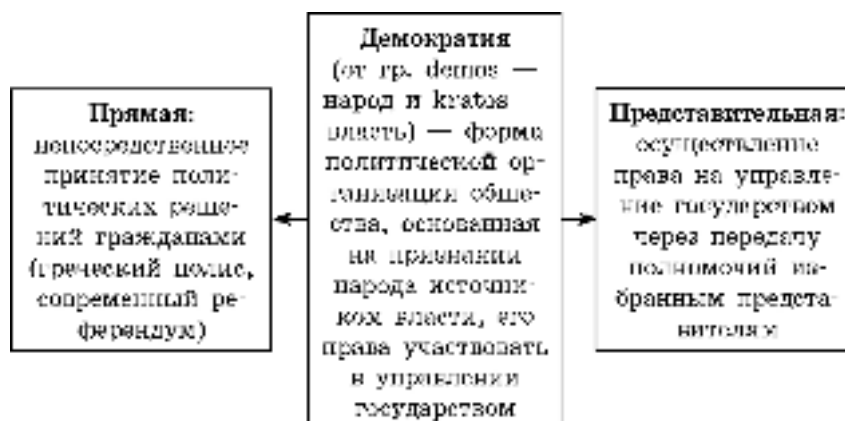 Демократия
(от гр. demos —
народ и kratos —
власть) — форма
политической ор-
ганизации обще-
ства, основанная
на признании
народа источни-
ком власти, его
права участвовать
в управлении
государством
Прямая:
непосредственное
принятие поли-
тических реше-
ний гражданами
(греческий полис,
современный ре-
ферендум)
Представительная:
осуществление
права на управле-
ние государством
через передачу
полномочий из-
бранным предста-
вителям